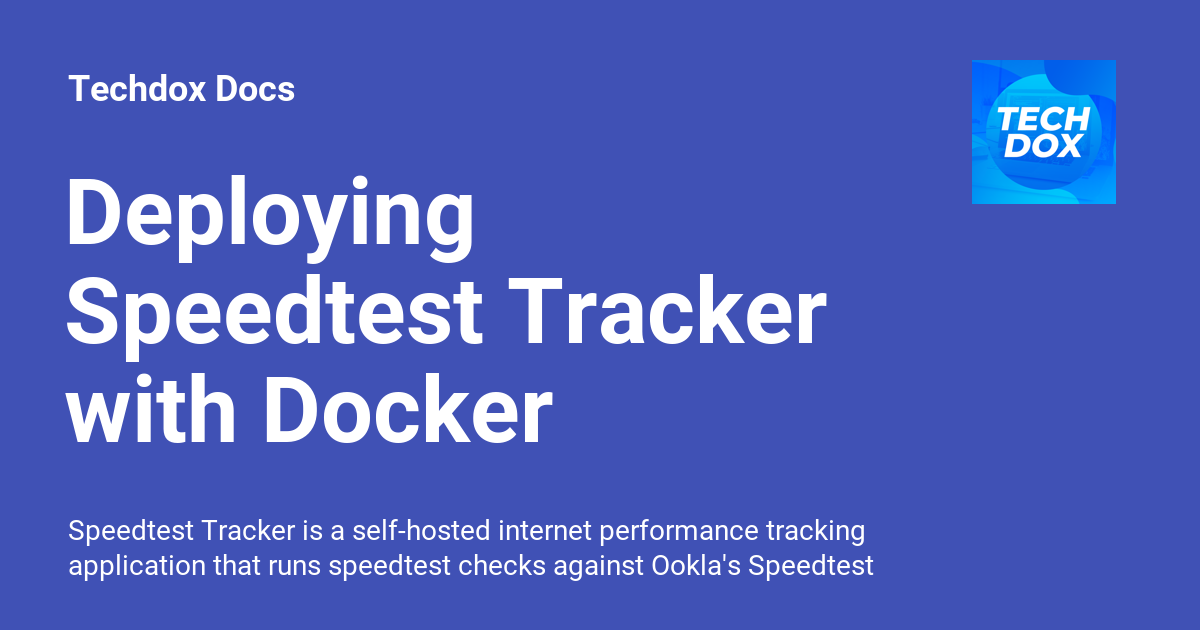 Techdox Docs
TECH
DOX
Deploying
Speedtest Tracker
with Docker
Speedtest Tracker is a self-hosted internet performance tracking
application that runs speedtest checks against Ookla's Speedtest